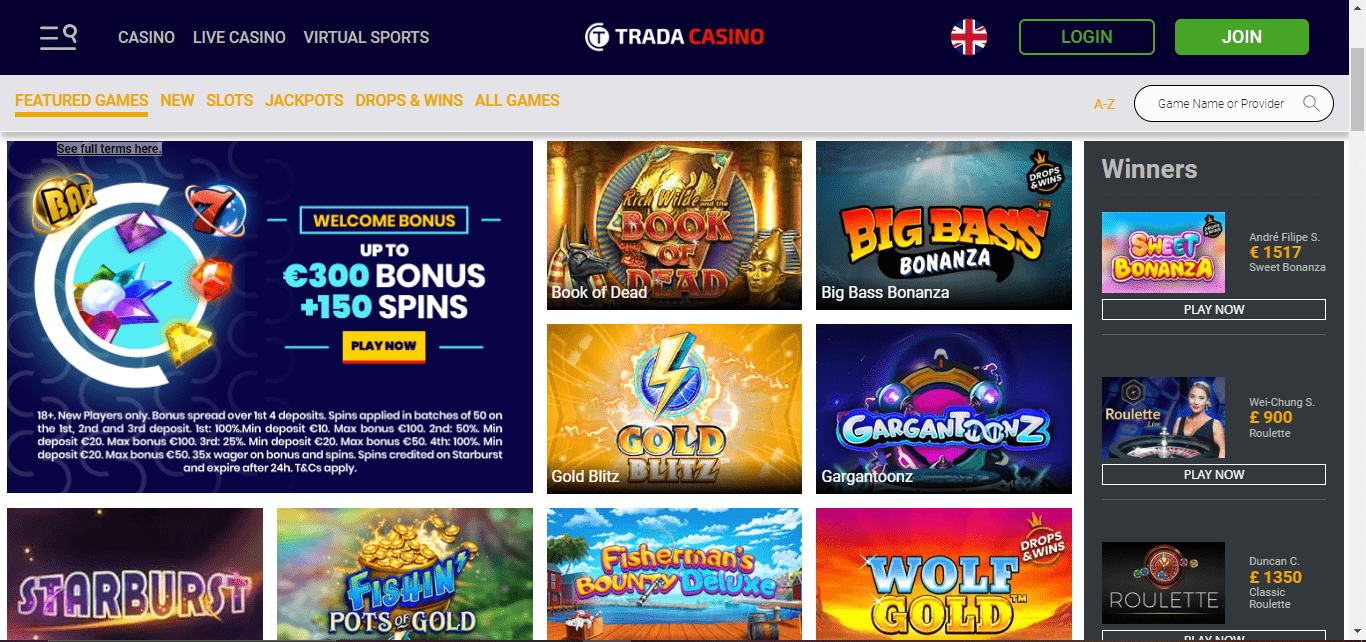 CASINO LIVE CASINO VIRTUAL SPORTS
TRADA CASINO
LOGIN
JOIN
FEATURED GAMES NEW SLOTS JACKPOTS DROPS & WINS ALL GAMES
A-Z
Game Name or Provider
See full terms here.
BAR
7
WELCOME BONUS
UP TO
€300 BONUS
+150 SPINS
PLAY NOW
18+. New Players only. Bonus spread over 1st 4 deposits. Spins applied in batches of 50 on
the 1st, 2nd and 3rd deposit. 1st: 100%.Min deposit €10. Max bonus €100. 2nd: 50%. Min
deposit €20. Max bonus €100. 3rd: 25%. Min deposit €20. Max bonus €50. 4th: 100%. Min
deposit €20. Max bonus €50. 35x wager on bonus and spins. Spins credited on Starburst
and expire after 24h. T&Cs apply.
Rich Wilde and the
BOOK
OF
DEAD
Book of Dead
DROPS
& WINS
BIG BASS
BONANZA
TM
Big Bass Bonanza
GOLD
BLITZ
Gold Blitz
GARGANTOONZ
Gargantoonz
STARBURST
FISHIN'
POTS OF GOLD
Fisherman's
Bounty Deluxe
DROPS
& WINS
WOLF
GOLD
TM
Winners
SWEET
BONANZA
André Filipe S.
€ 1517
Sweet Bonanza
PLAY NOW
Roulette
Live
Wei-Chung S.
£ 900
Roulette
PLAY NOW
ROULETTE
Duncan C.
£ 1350
Classic
Roulette
PLAY NOW